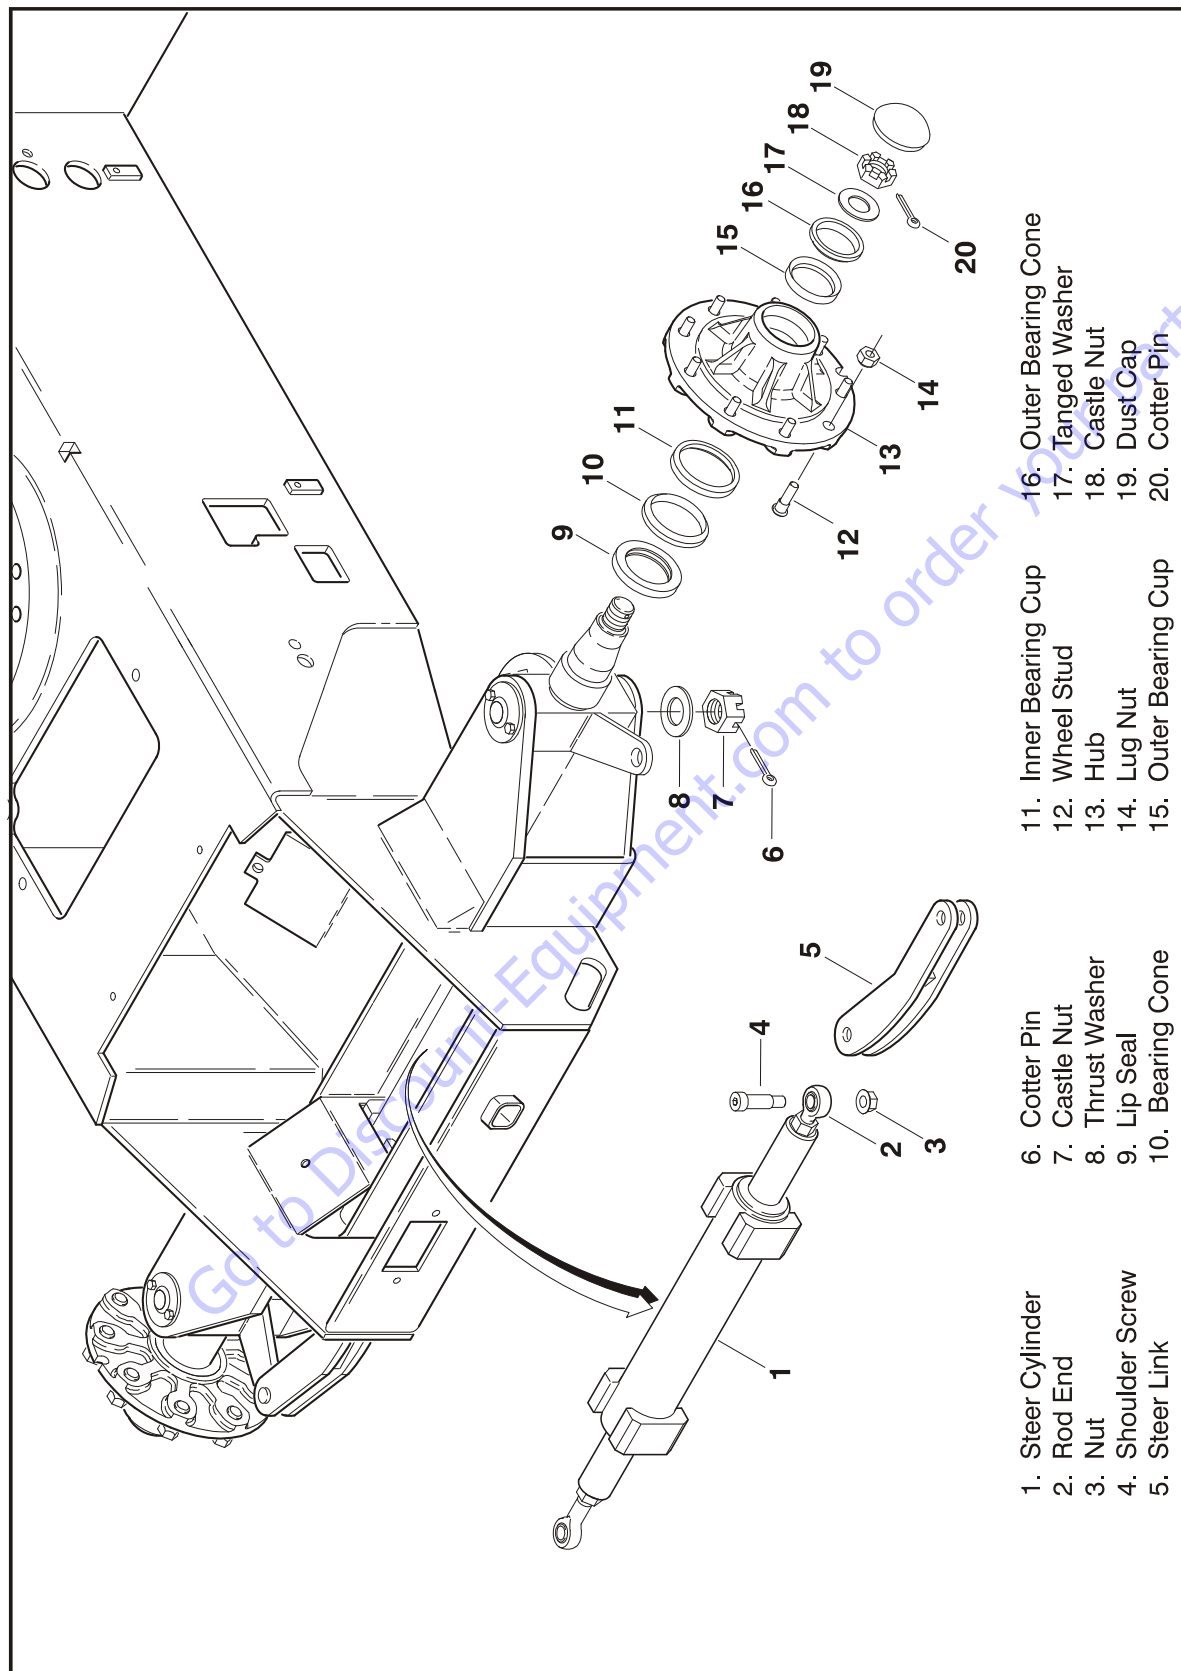 19
18
17
16
15
14
13
12
11
10
9
8
7
6
5
4
3
2
1
20
1. Steer Cylinder
2. Rod End
3. Nut
4. Shoulder Screw
5. Steer Link
6. Cotter Pin
7. Castle Nut
8. Thrust Washer
9. Lip Seal
10. Bearing Cone
11. Inner Bearing Cup
12. Wheel Stud
13. Hub
14. Lug Nut
15. Outer Bearing Cup
16. Outer Bearing Cone
17. Tanged Washer
18. Castle Nut
19. Dust Cap
20. Cotter Pin
Go to Discount-Equipment.com to order your part